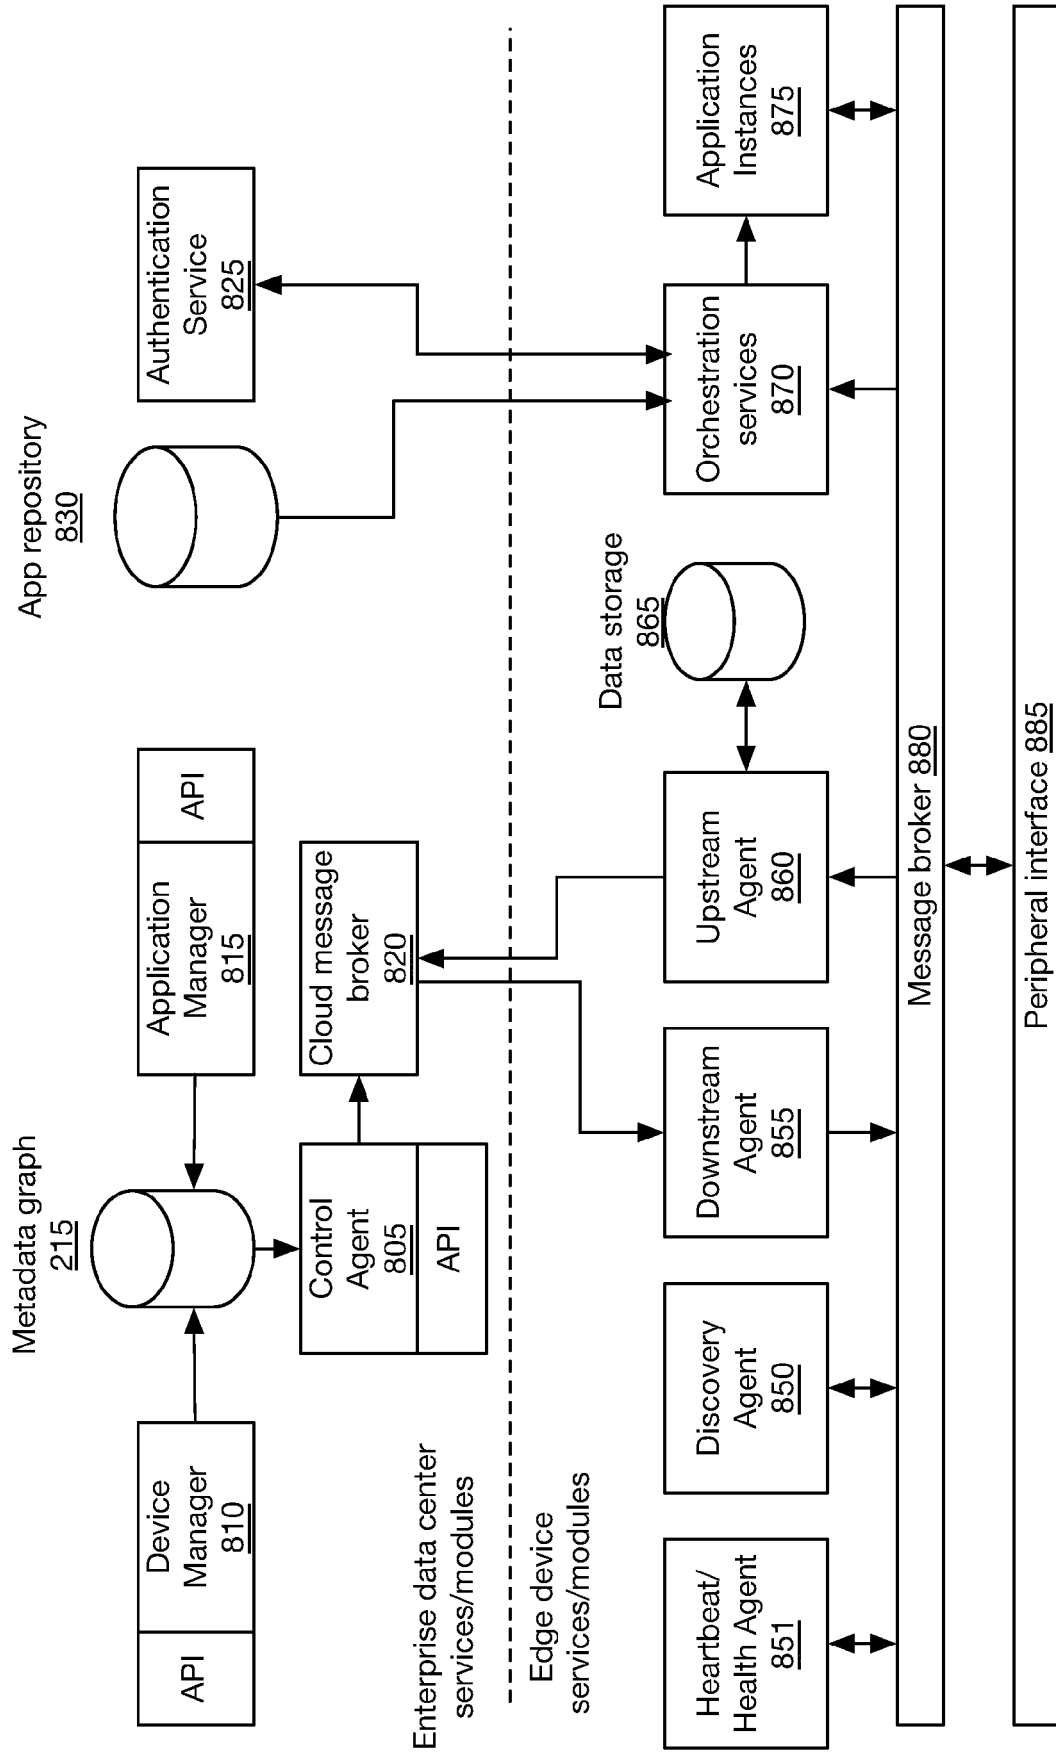 Metadata graph
215
App repository
830
API
Device
Manager
810
Application
Manager
815
API
Authentication
Service
825
Control
Agent
805
API
Cloud message
broker
820
Enterprise data center
services/modules
Edge device
services/modules
Data storage
865
Heartbeat/
Health Agent
851
Discovery
Agent
850
Downstream
Agent
855
Upstream
Agent
860
Orchestration
services
870
Application
Instances
875
Message broker 880
Peripheral interface 885